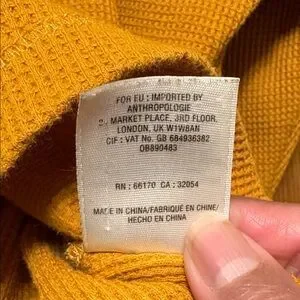 FOR EU : IMPORTED BY
ANTHROPOLOGIE
2, MARKET PLACE, 3RD FLOOR,
LONDON, UK W1W8AN
CIF : VAT No. GB 684936382
OB890483
RN : 66170 CA : 32054
MADE IN CHINA/FABRIQUÉ EN CHINE/
HECHO EN CHINA